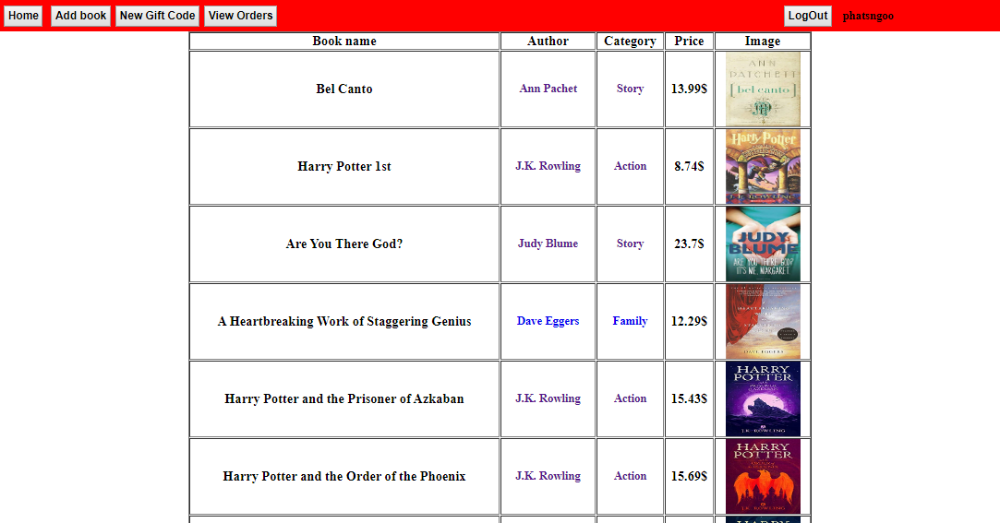 Home Add book New Gift Code View Orders LogOut phatsngoo
Book name Author Category Price Image
Bel Canto Ann Pachet Story 13.99$
ANN
PATCHETT
[bel canto]
Harry Potter 1st J.K. Rowling Action 8.74$
Harry Potter
J.K. ROWLING
Are You There God? Judy Blume Story 23.7$
JUDY
BLUME
ARE YOU THERE GOD?
IT'S ME, MARGARET
A Heartbreaking Work of Staggering Genius Dave Eggers Family 12.29$
DAVE EGGERS
Harry Potter and the Prisoner of Azkaban J.K. Rowling Action 15.43$
HARRY
POTTER
J.K. ROWLING
Harry Potter and the Order of the Phoenix J.K. Rowling Action 15.69$
HARRY
POTTER
J.K. ROWLING